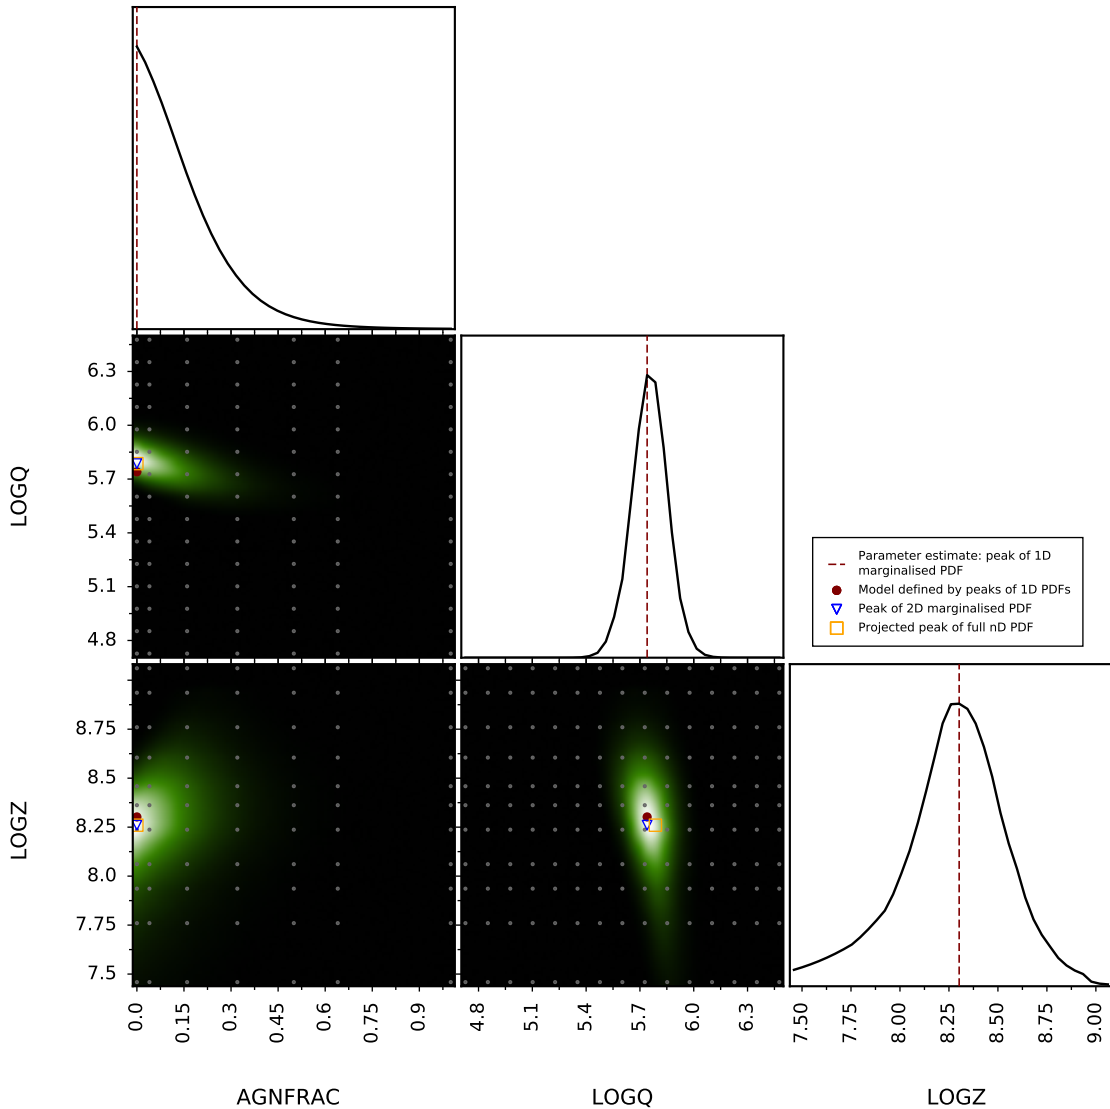 6.3
6.0
5.7
5.4
5.1
4.8
LOGQ
Parameter estimate: peak of 1D
marginalised PDF
Model defined by peaks of 1D PDFs
Peak of 2D marginalised PDF
Projected peak of full nD PDF
8.75
8.5
8.25
8.0
7.75
7.5
LOGZ
0.0 0.15 0.3 0.45 0.6 0.75 0.9
4.8 5.1 5.4 5.7 6.0 6.3
7.50 7.75 8.00 8.25 8.50 8.75 9.00
AGNFRAC LOGQ LOGZ